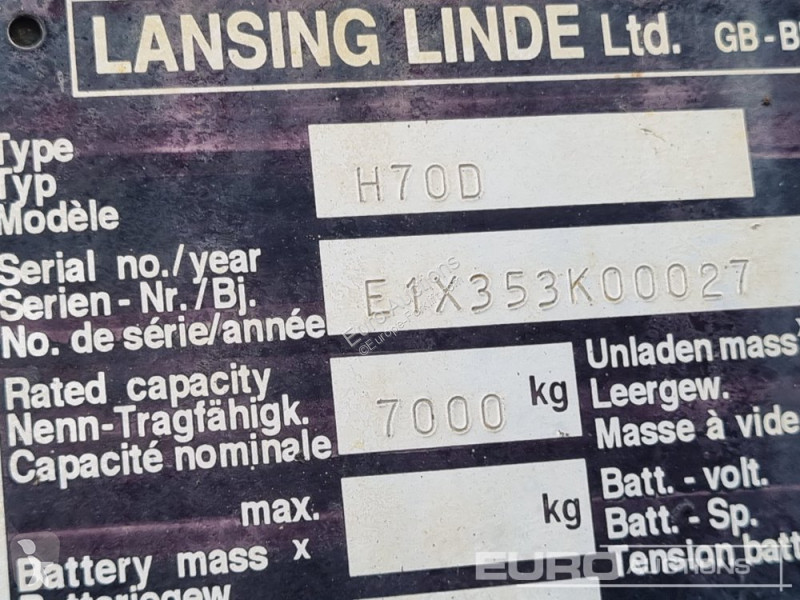 LANSING LINDE Ltd. GB-B
Type
Typ
Modèle
H70D
Serial no./year
Serien-Nr./Bj.
No. de série/année
E1X353K00027
Rated capacity
Nenn-Tragfähigk.
Capacité nominale
7000 kg
Unladen mass
Leergew.
Masse à vide
max.
kg
Battery mass x
Batteriegew.
Batt. - volt.
Batt. - Sp.
Tension batt
EURO AUCTIONS